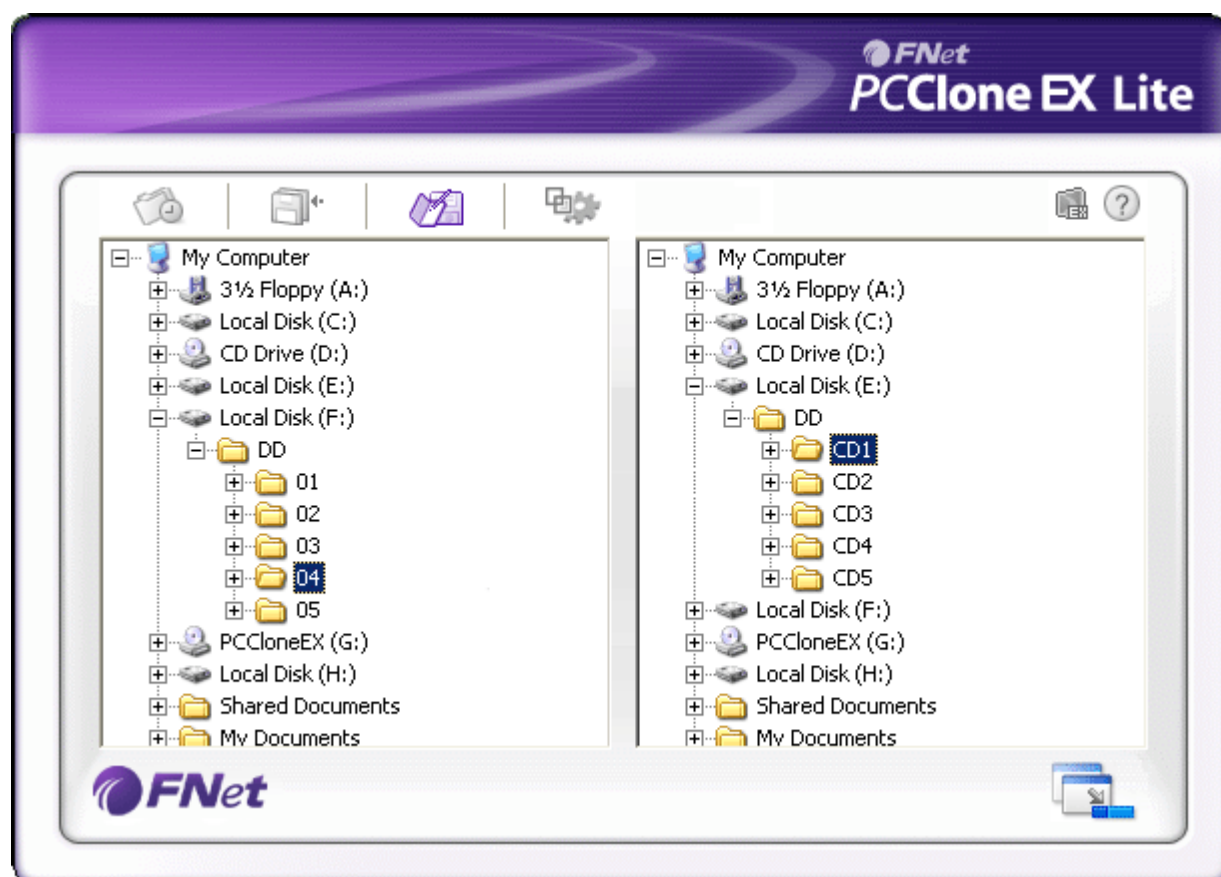 FNet
PCClone EX Lite
EX
?
My Computer
3½ Floppy (A:)
Local Disk (C:)
CD Drive (D:)
Local Disk (E:)
Local Disk (F:)
DD
01
02
03
04
05
PCCloneEX (G:)
Local Disk (H:)
Shared Documents
My Documents
My Computer
3½ Floppy (A:)
Local Disk (C:)
CD Drive (D:)
Local Disk (E:)
DD
CD1
CD2
CD3
CD4
CD5
Local Disk (F:)
PCCloneEX (G:)
Local Disk (H:)
Shared Documents
My Documents
FNet